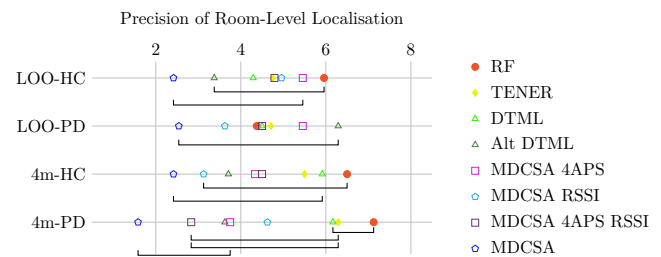 Precision of Room-Level Localisation
2 4 6 8
LOO-HC
LOO-PD
4m-HC
4m-PD
RF
TENER
DTML
Alt DTML
MDCSA 4APS
MDCSA RSSI
MDCSA 4APS RSSI
MDCSA